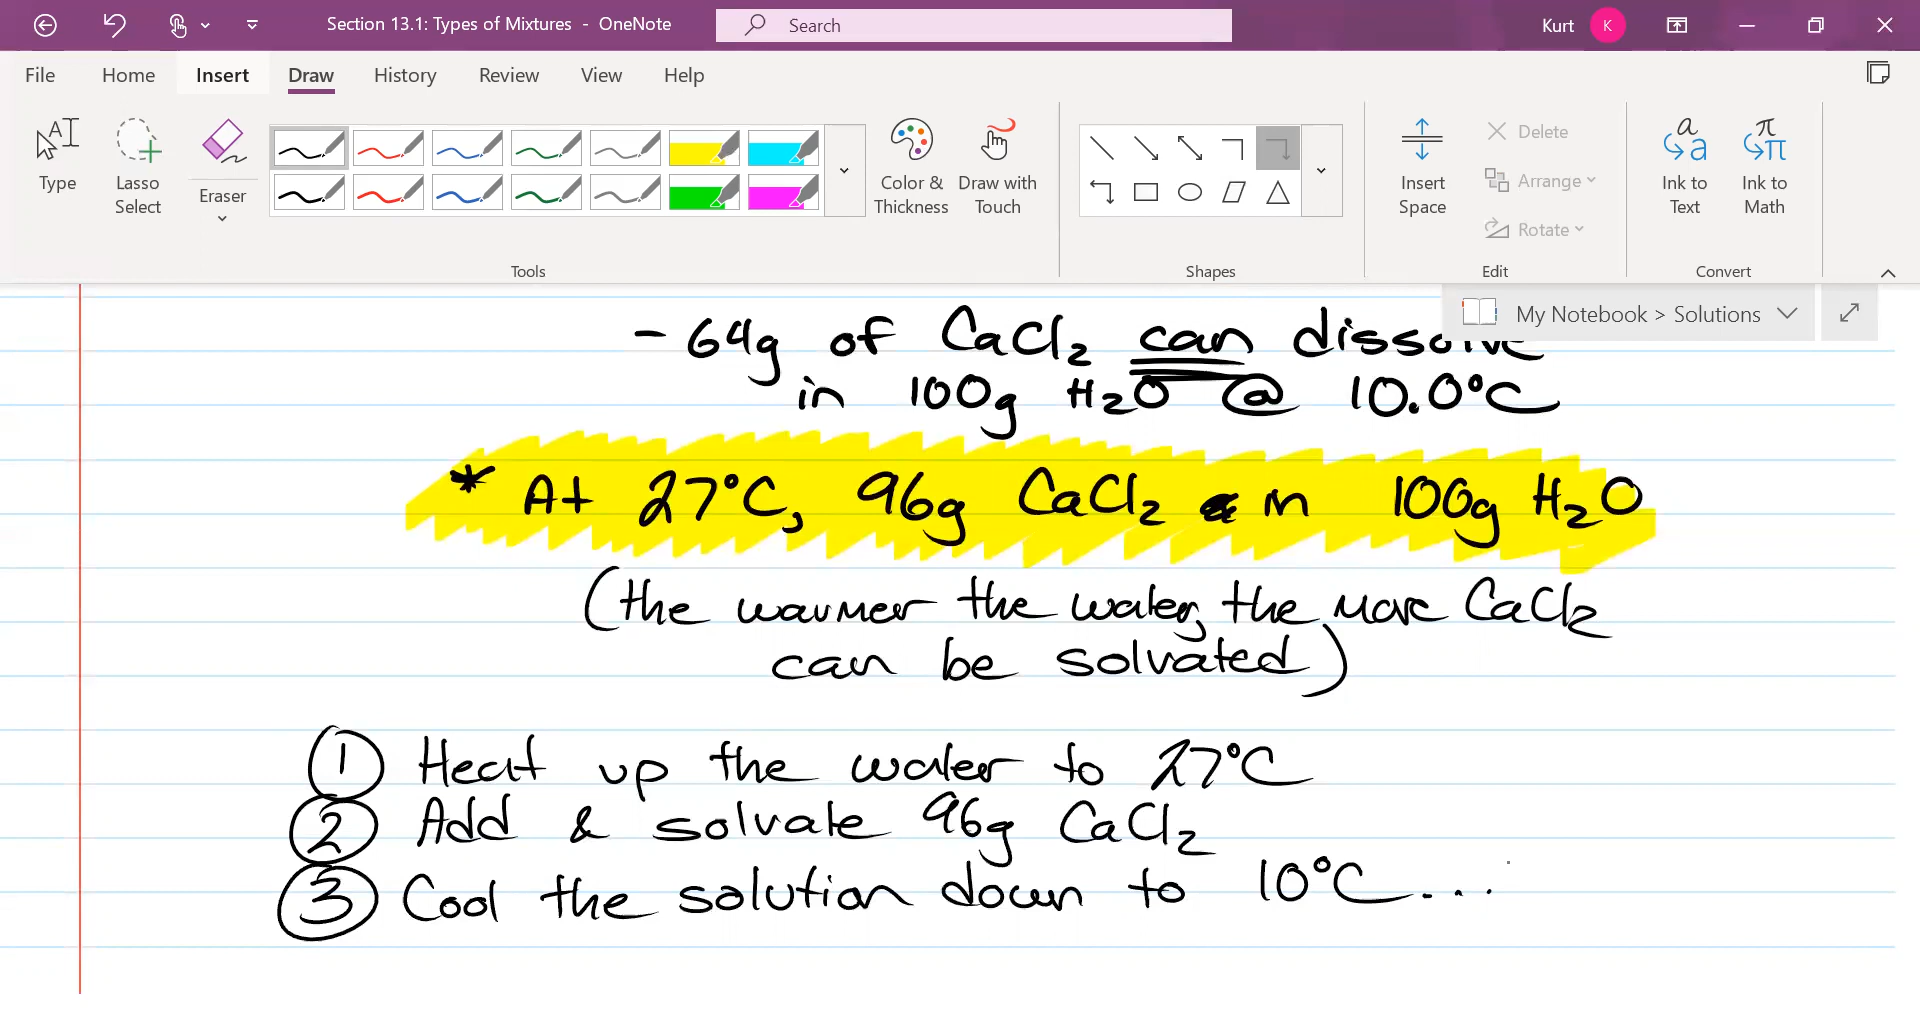 Section 13.1: Types of Mixtures - OneNote
Search
Kurt K
File Home Insert Draw History Review View Help
Type
Lasso Select
Eraser
Color & Thickness
Draw with Touch
Insert Space
Delete
Arrange
Rotate
Ink to Text
Ink to Math
Tools Shapes Edit Convert
My Notebook > Solutions
- 64g of CaCl₂ can dissolve
in 100g H₂O @ 10.0°C
* At 27°C, 96g CaCl₂ in 100g H₂O
(the warmer the water, the more CaCl₂
can be solvated)
① Heat up the water to 27°C
② Add & solvate 96g CaCl₂
③ Cool the solution down to 10°C...